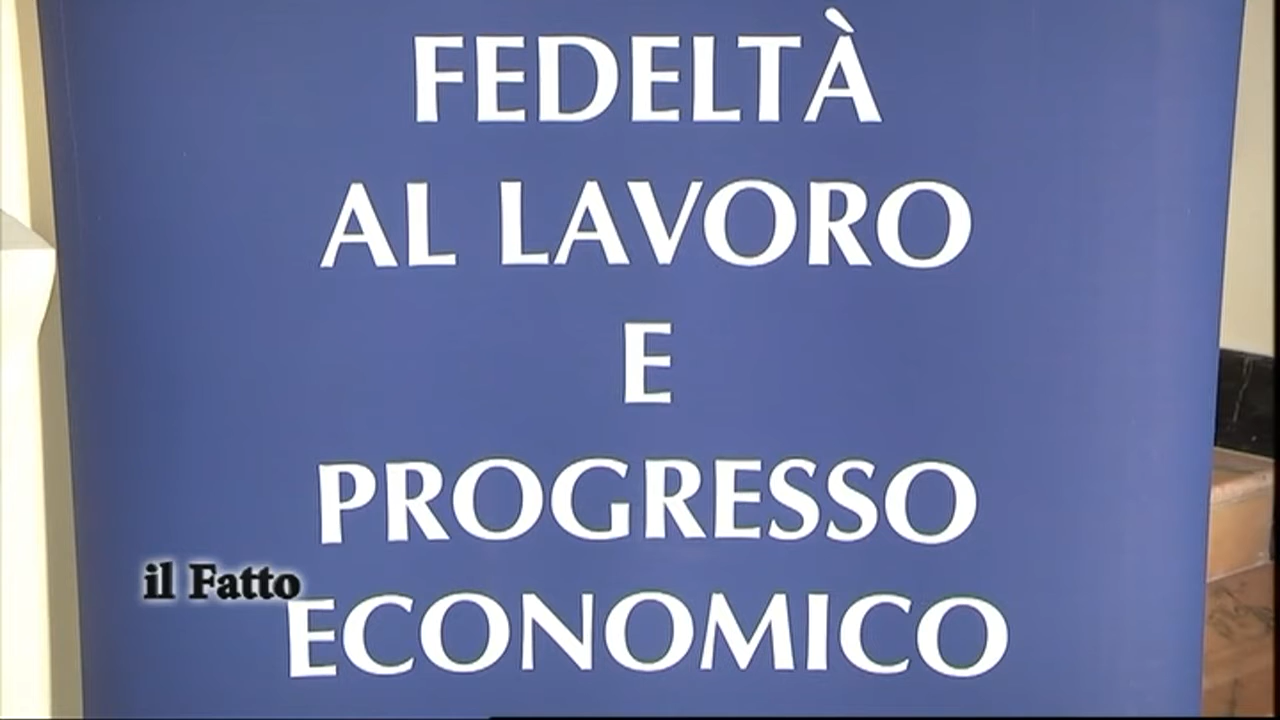 FEDELTÀ
AL LAVORO
E
PROGRESSO
il Fatto
ECONOMICO